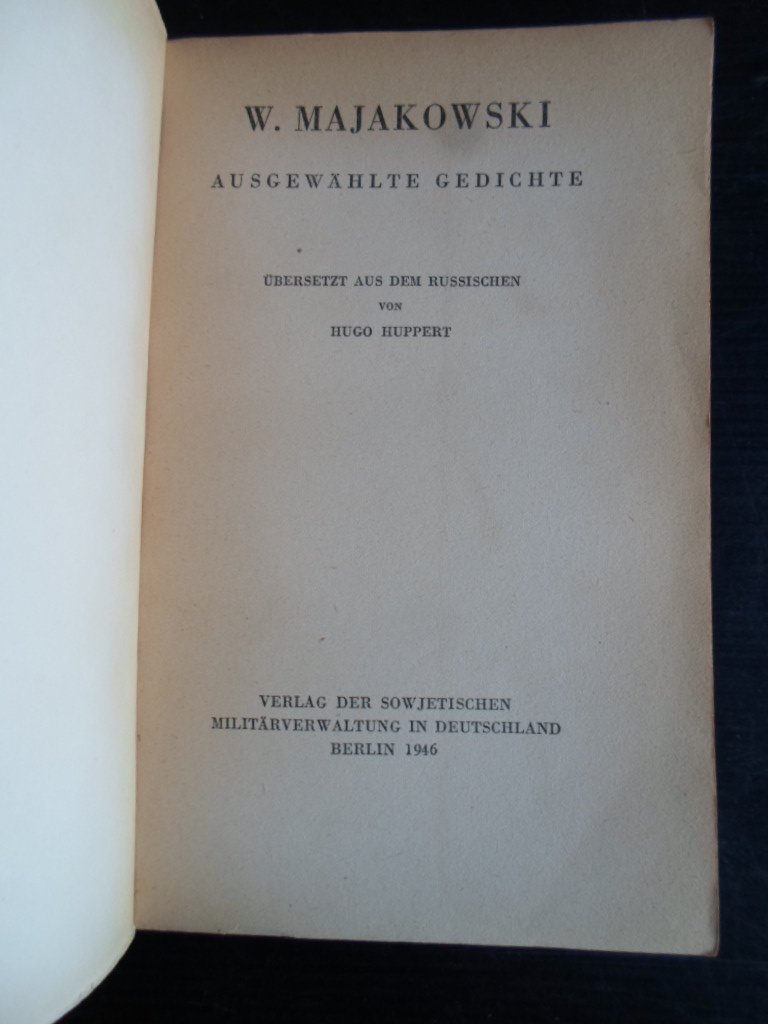 W. MAJAKOWSKI
AUSGEWÄHLTE GEDICHTE
ÜBERSETZT AUS DEM RUSSISCHEN
VON
HUGO HUPPERT
VERLAG DER SOWJETISCHEN
MILITÄRVERWALTUNG IN DEUTSCHLAND
BERLIN 1946